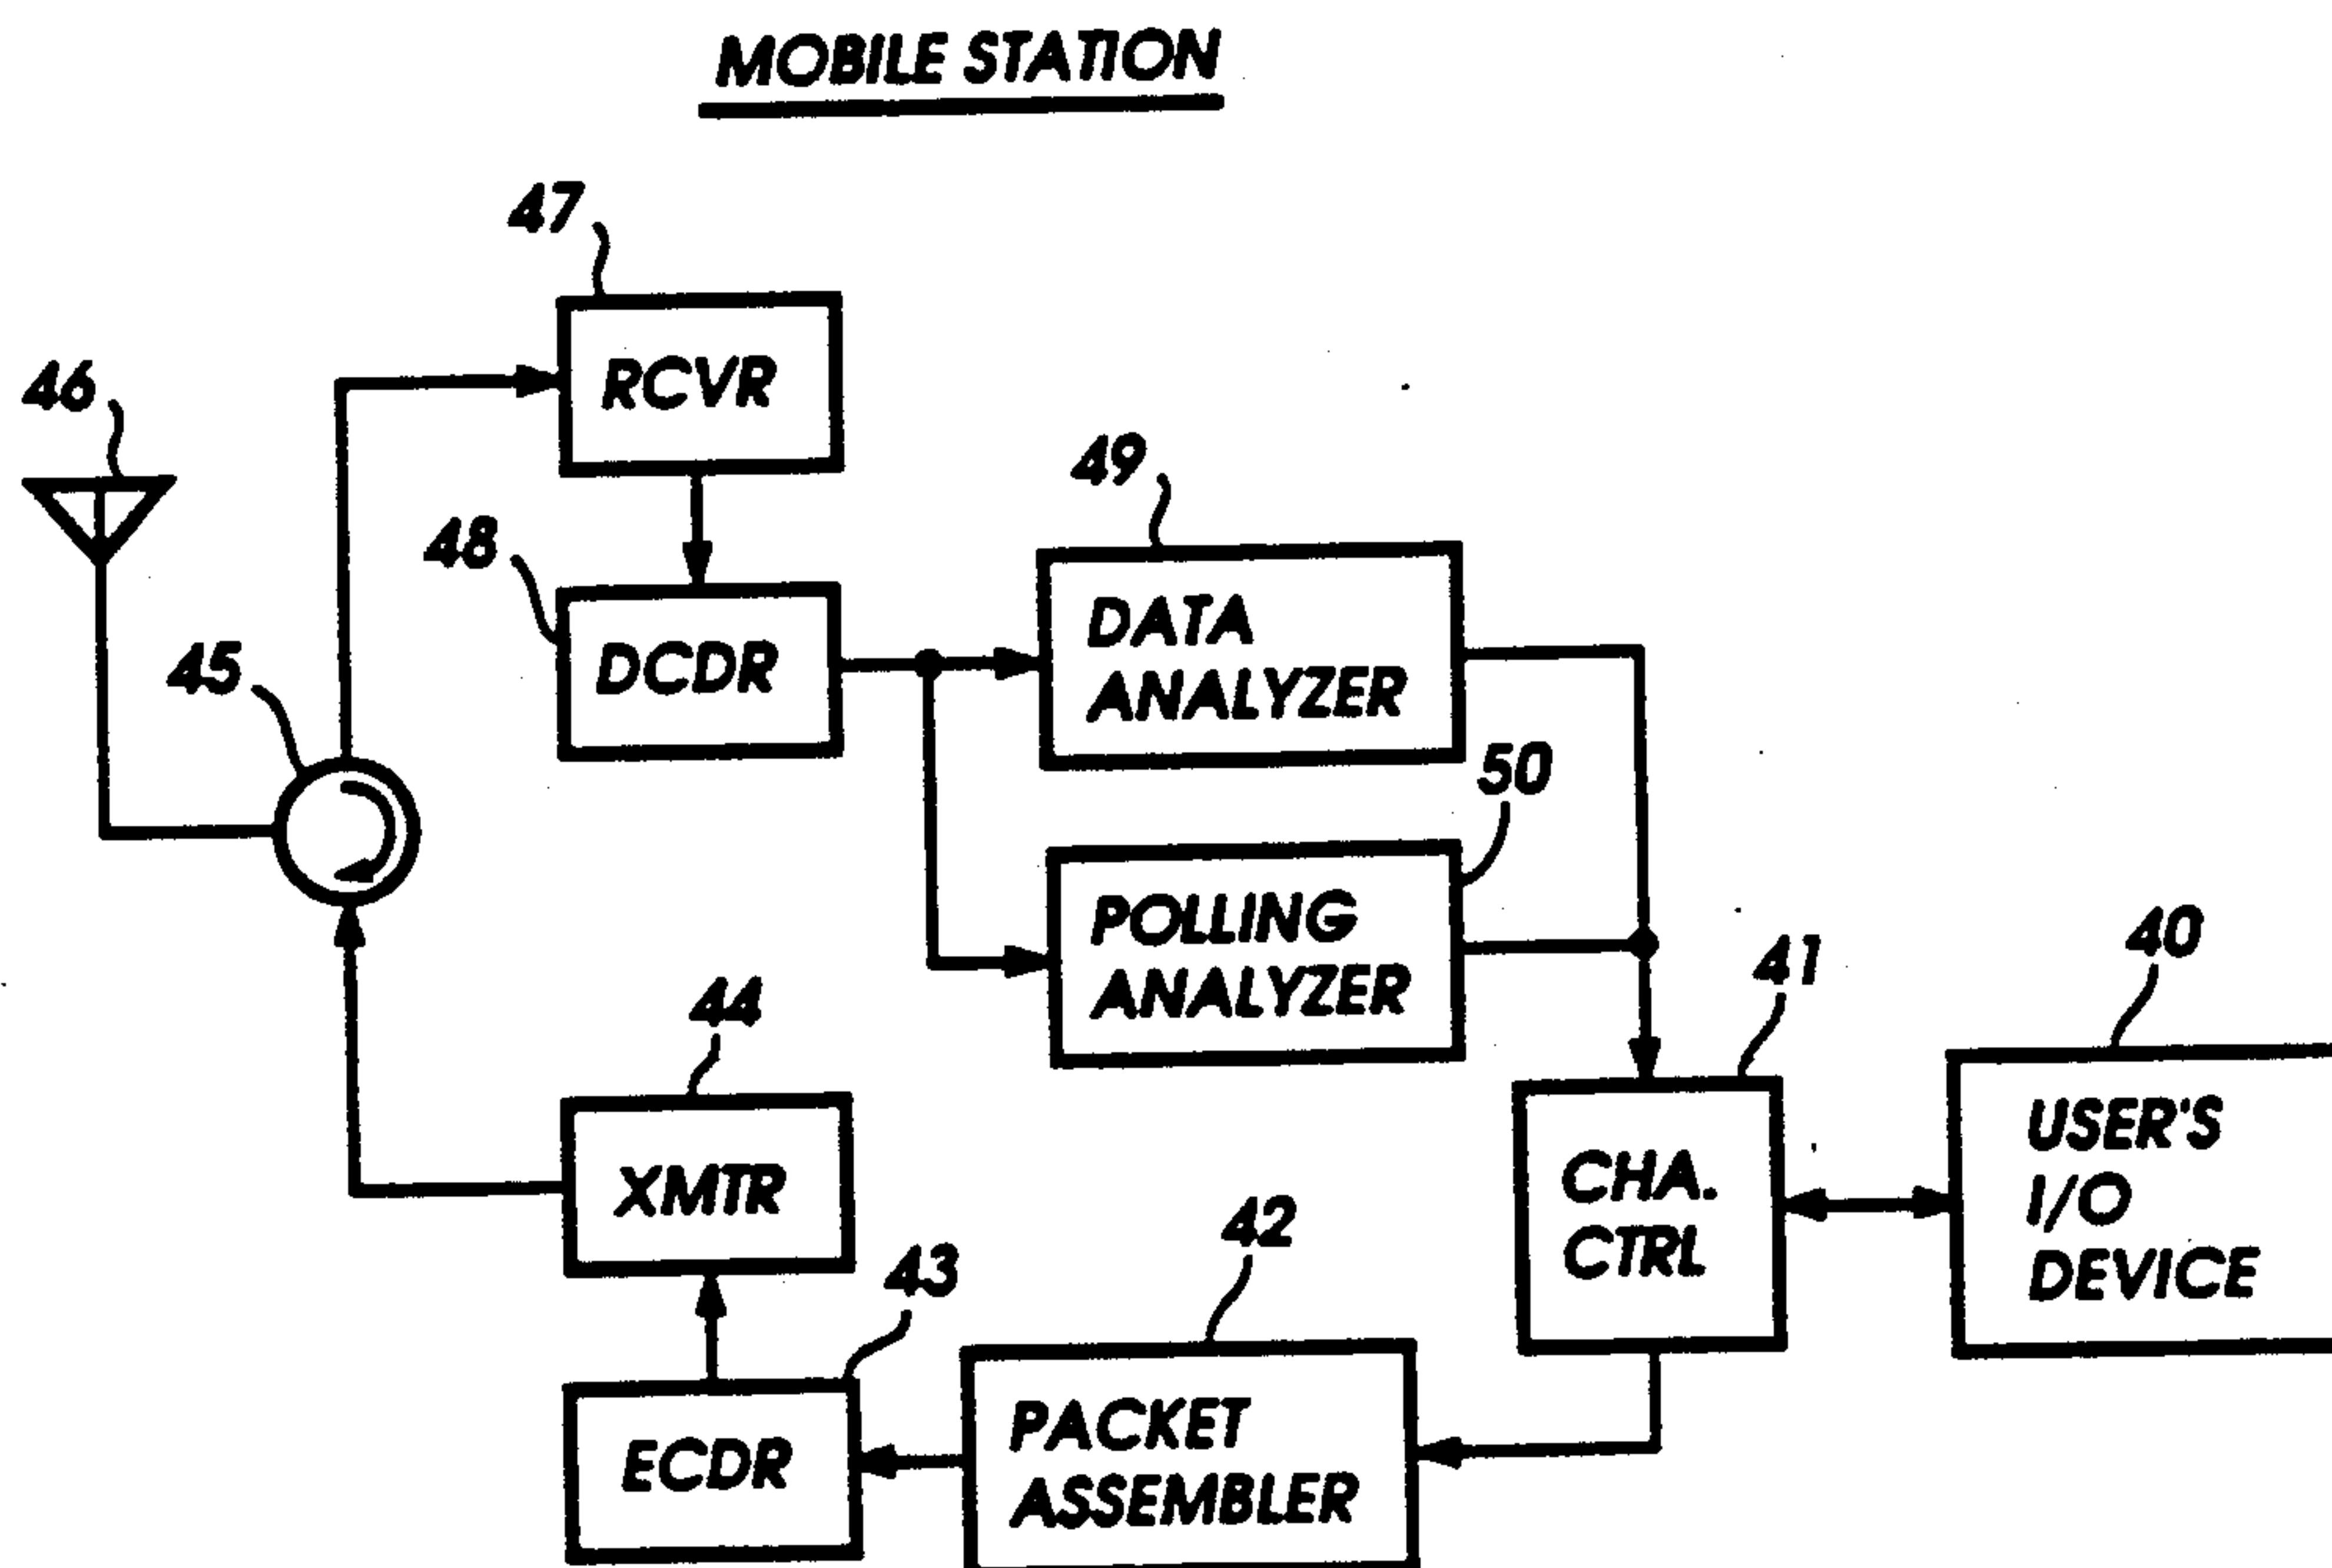 MOBILE STATION
47
RCVR
46
49
48
DATA
ANALYZER
DCDR
45
50
POLLING
ANALYZER
40
41
44
USER'S
I/O
DEVICE
CHA.
CTRL
XMTR
42
43
PACKET
ASSEMBLER
ECDR